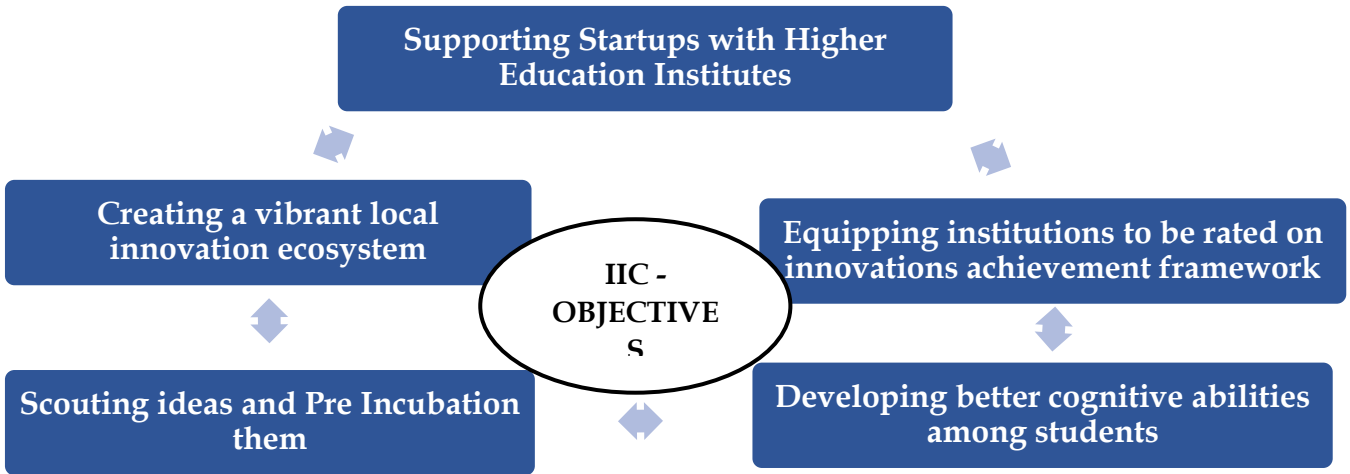 Supporting Startups with Higher
Education Institutes
Creating a vibrant local
innovation ecosystem
Equipping institutions to be rated on
innovations achievement framework
IIC -
OBJECTIVE
S
Scouting ideas and Pre Incubation
them
Developing better cognitive abilities
among students